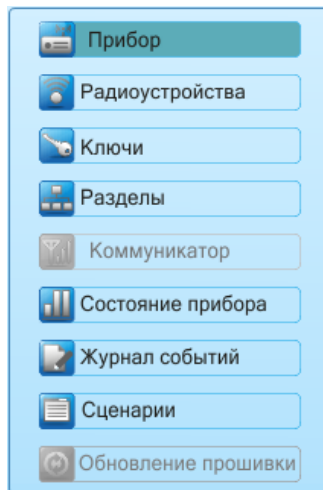 Прибор
Радиоустройства
Ключи
Разделы
Коммуникатор
Состояние прибора
Журнал событий
Сценарии
Обновление прошивки